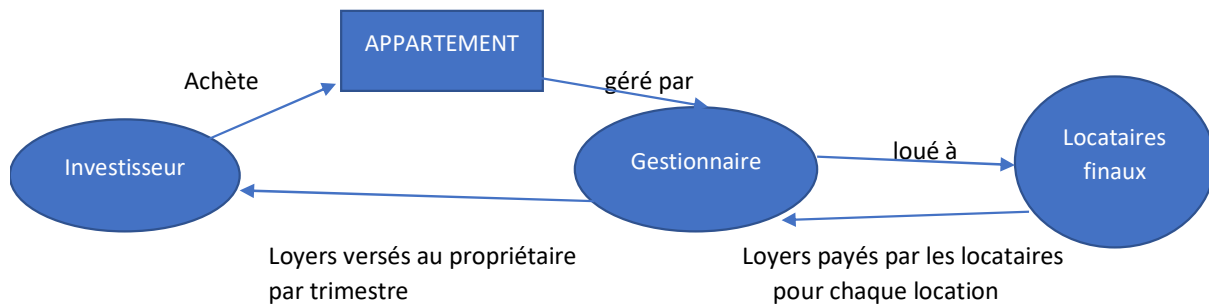 APPARTEMENT
Achète
géré par
Investisseur
Gestionnaire
loué à
Locataires
finaux
Loyers versés au propriétaire
par trimestre
Loyers payés par les locataires
pour chaque location